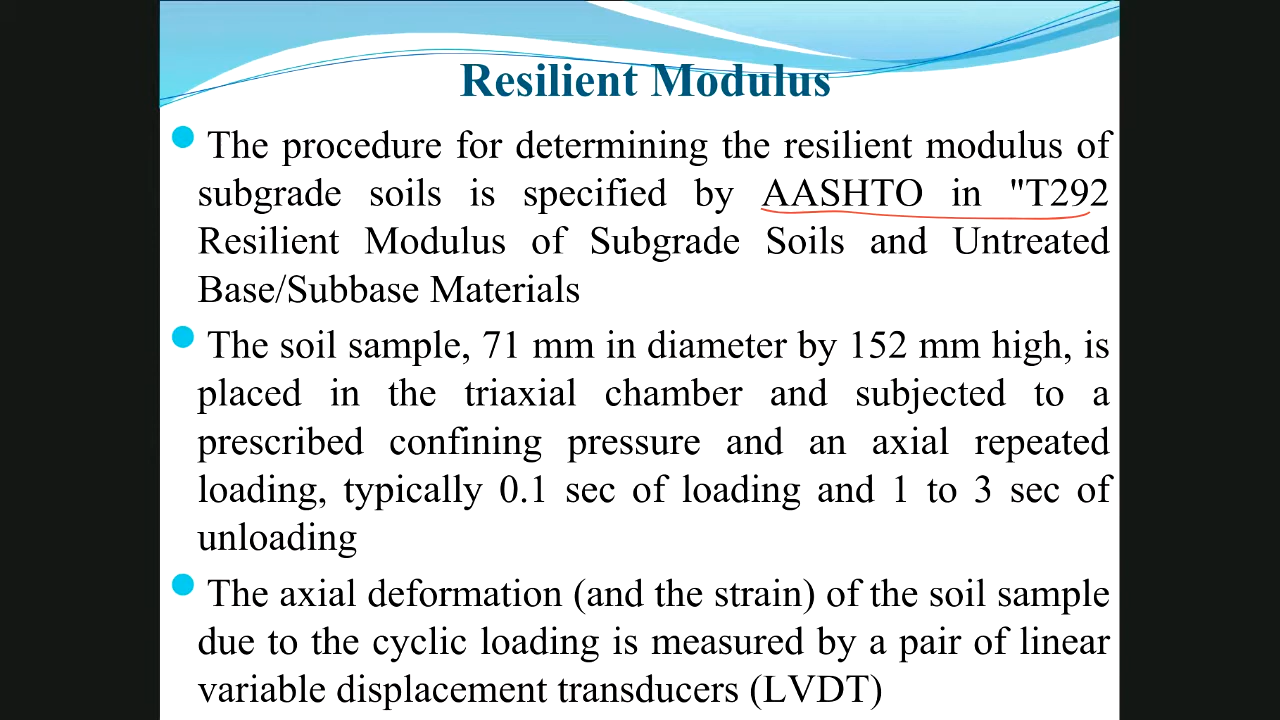 Resilient Modulus
The procedure for determining the resilient modulus of
subgrade soils is specified by AASHTO in "T292
Resilient Modulus of Subgrade Soils and Untreated
Base/Subbase Materials
The soil sample, 71 mm in diameter by 152 mm high, is
placed in the triaxial chamber and subjected to a
prescribed confining pressure and an axial repeated
loading, typically 0.1 sec of loading and 1 to 3 sec of
unloading
The axial deformation (and the strain) of the soil sample
due to the cyclic loading is measured by a pair of linear
variable displacement transducers (LVDT)